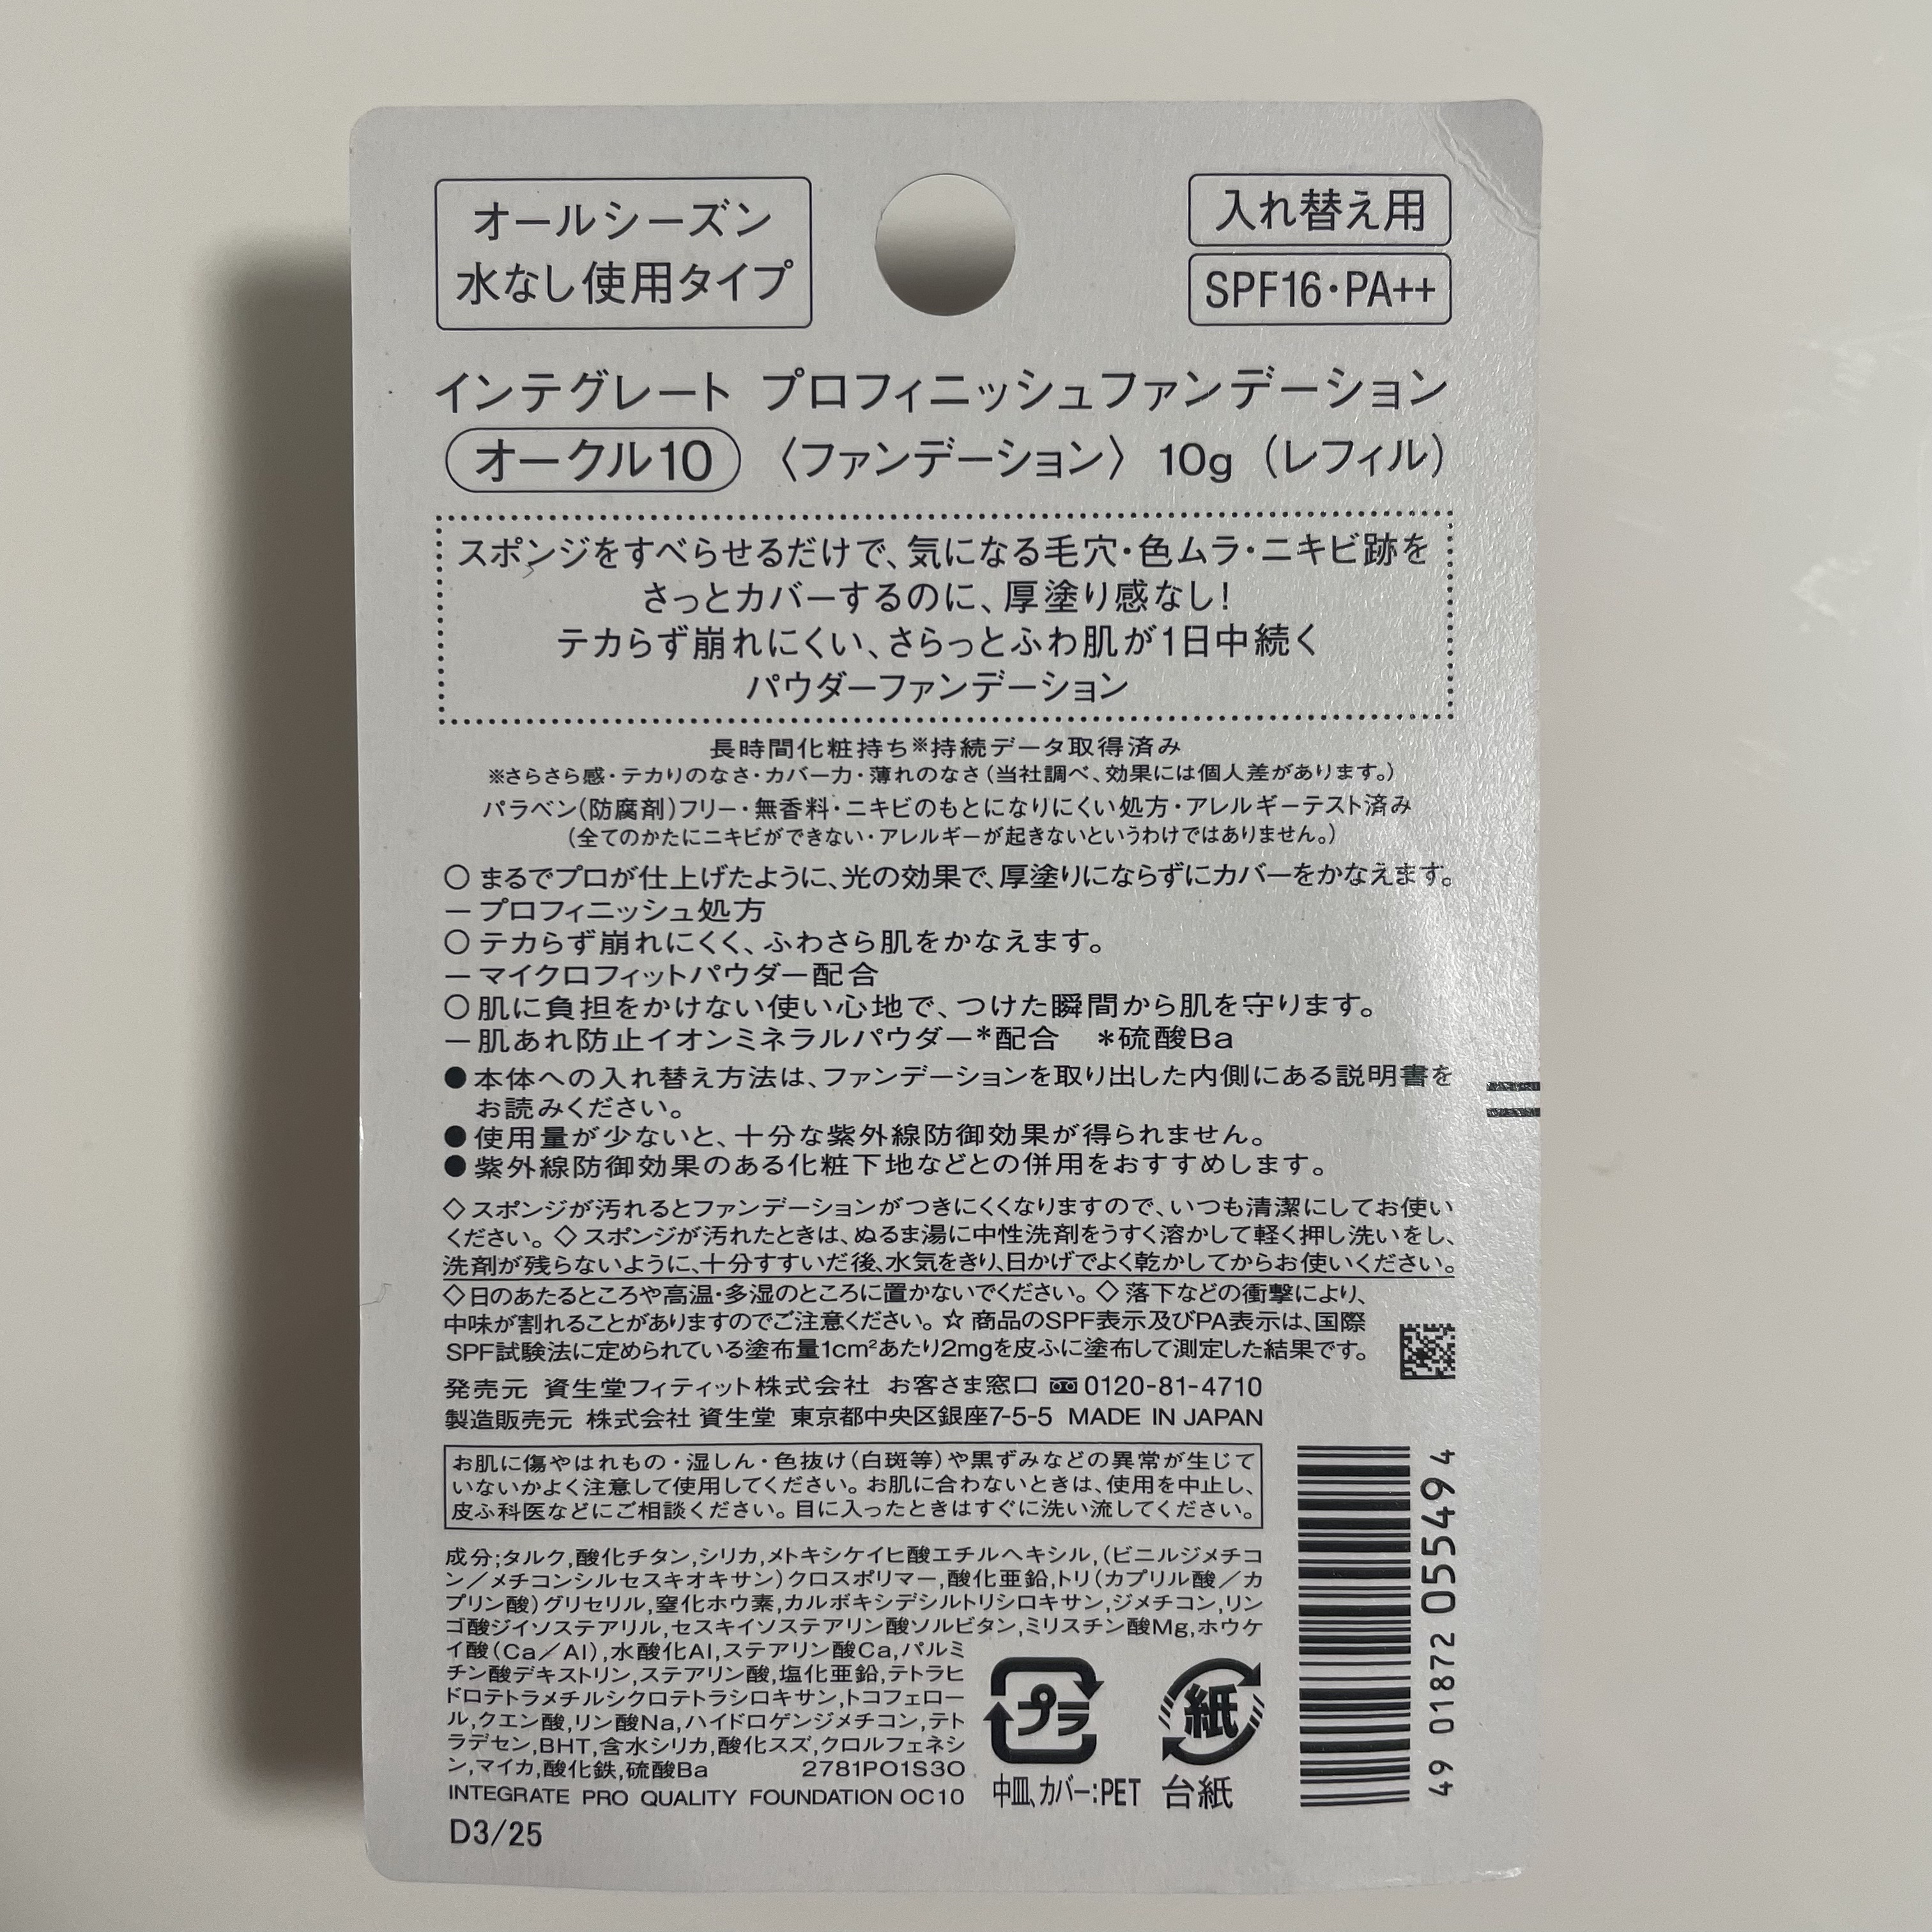 オールシーズン
水なし使用タイプ
入れ替え用
SPF16・PA++
インテグレート プロフィニッシュファンデーション
オークル10 〈ファンデーション〉 10g （レフィル）
スポンジをすべらせるだけで、気になる毛穴・色ムラ・ニキビ跡を
さっとカバーするのに、厚塗り感なし！
テカらず崩れにくい、さらっとふわ肌が1日中続く
パウダーファンデーション
長時間化粧持ち※持続データ取得済み
※さらさら感・テカりのなさ・カバー力・薄れのなさ（当社調べ、効果には個人差があります。）
パラベン（防腐剤）フリー・無香料・ニキビのもとになりにくい処方・アレルギーテスト済み
（全てのかたにニキビができない・アレルギーが起きないというわけではありません。）
○ まるでプロが仕上げたように、光の効果で、厚塗りにならずにカバーをかなえます。
－プロフィニッシュ処方
○ テカらず崩れにくく、ふわさら肌をかなえます。
－マイクロフィットパウダー配合
○ 肌に負担をかけない使い心地で、つけた瞬間から肌を守ります。
－肌あれ防止イオンミネラルパウダー*配合　*硫酸Ba
● 本体への入れ替え方法は、ファンデーションを取り出した内側にある説明書を
お読みください。
● 使用量が少ないと、十分な紫外線防御効果が得られません。
● 紫外線防御効果のある化粧下地などとの併用をおすすめします。
◇ スポンジが汚れるとファンデーションがつきにくくなりますので、いつも清潔にしてお使い
ください。◇ スポンジが汚れたときは、ぬるま湯に中性洗剤をうすく溶かして軽く押し洗いをし、
洗剤が残らないように、十分すすいだ後、水気をきり、日かげでよく乾かしてからお使いください。
◇日のあたるところや高温・多湿のところに置かないでください。◇ 落下などの衝撃により、
中味が割れることがありますのでご注意ください。☆ 商品のSPF表示及びPA表示は、国際
SPF試験法に定められている塗布量1cm²あたり2mgを皮ふに塗布して測定した結果です。
発売元 資生堂フィティット株式会社 お客さま窓口 0120-81-4710
製造販売元 株式会社 資生堂 東京都中央区銀座7-5-5 MADE IN JAPAN
お肌に傷やはれもの・湿しん・色抜け（白斑等）や黒ずみなどの異常が生じて
いないかよく注意して使用してください。お肌に合わないときは、使用を中止し、
皮ふ科医などにご相談ください。目に入ったときはすぐに洗い流してください。
成分；タルク,酸化チタン,シリカ,メトキシケイヒ酸エチルヘキシル,（ビニルジメチコ
ン／メチコンシルセスキオキサン）クロスポリマー,酸化亜鉛,トリ（カプリル酸／カ
プリン酸）グリセリル,窒化ホウ素,カルボキシデシルトリシロキサン,ジメチコン,リン
ゴ酸ジイソステアリル,セスキイソステアリン酸ソルビタン,ミリスチン酸Mg,ホウケ
イ酸（Ca／Al）,水酸化Al,ステアリン酸Ca,パルミ
チン酸デキストリン,ステアリン酸,塩化亜鉛,テトラヒ
ドロテトラメチルシクロテトラシロキサン,トコフェロー
ル,クエン酸,リン酸Na,ハイドロゲンジメチコン,テト
ラデセン,BHT,含水シリカ,酸化スズ,クロルフェネシ
ン,マイカ,酸化鉄,硫酸Ba 2781PO1S3O
INTEGRATE PRO QUALITY FOUNDATION OC10
D3/25
プラ
中皿、カバー:PET
紙
台紙
49 01872 05549 4